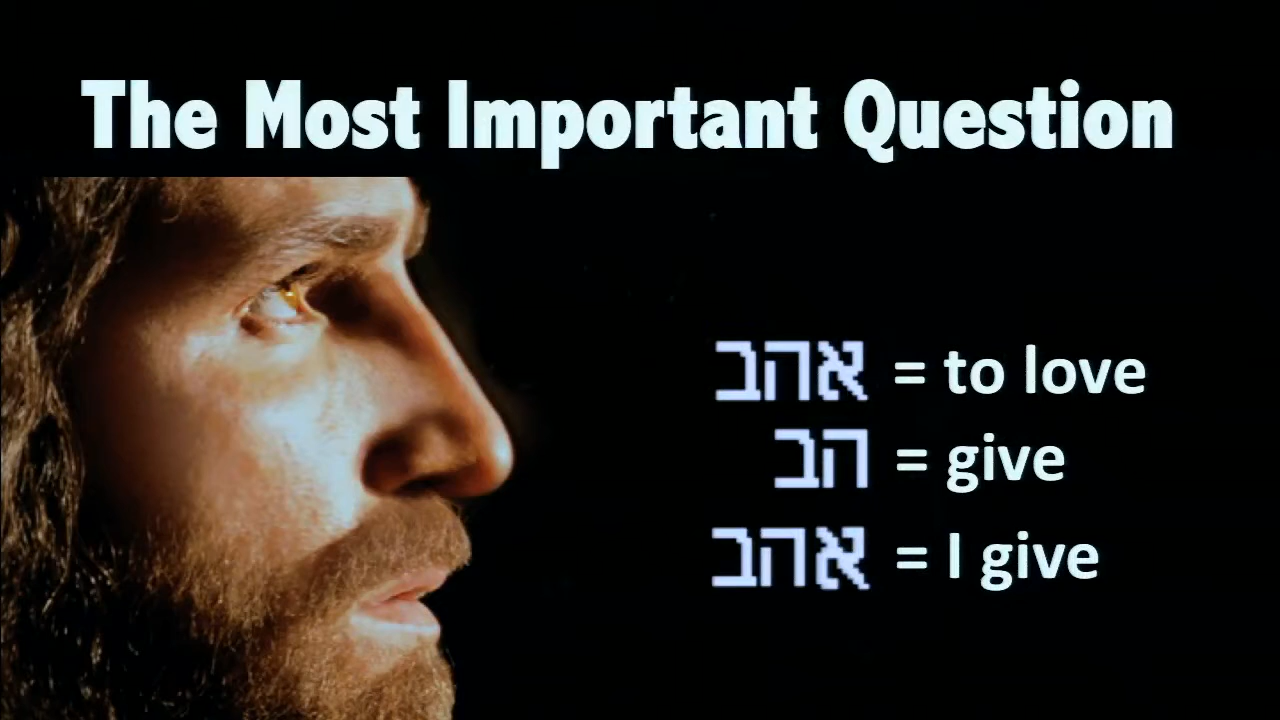 The Most Important Question
אהב = to love
הב = give
אהב = I give